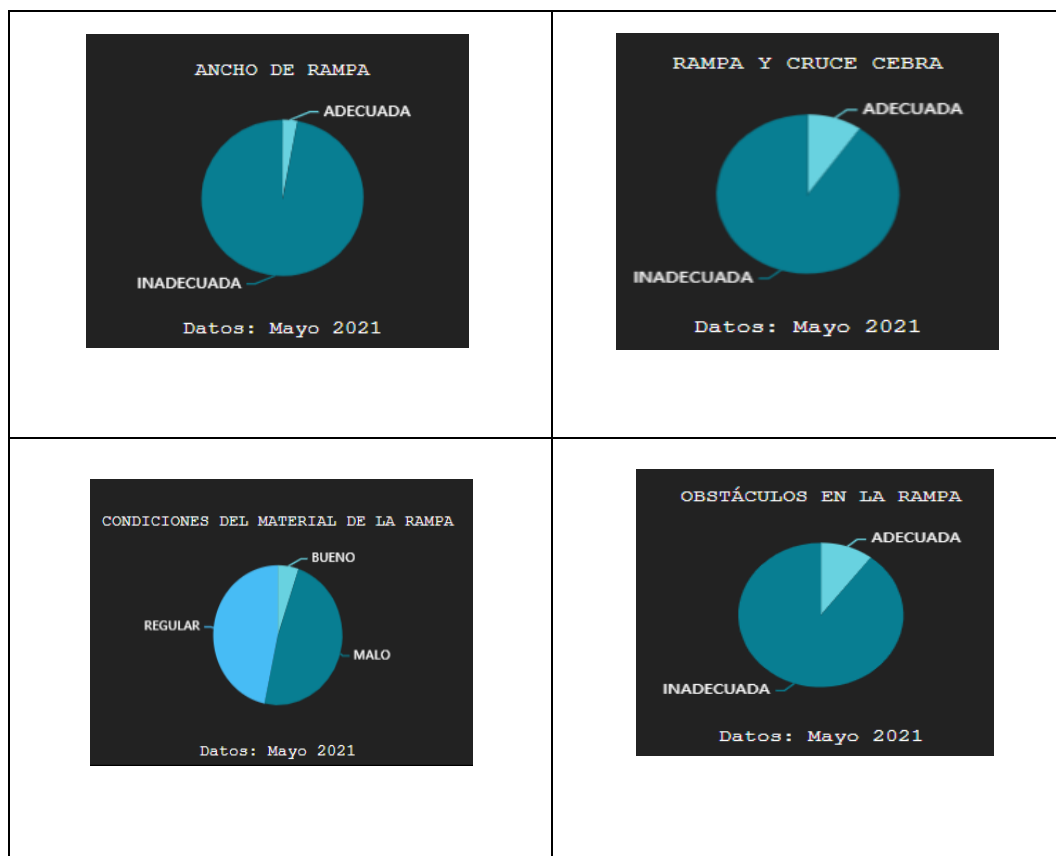 ANCHO DE RAMPA
ADECUADA
INADECUADA
Datos: Mayo 2021
RAMPA Y CRUCE CEBRA
ADECUADA
INADECUADA
Datos: Mayo 2021
CONDICIONES DEL MATERIAL DE LA RAMPA
BUENO
REGULAR
MALO
Datos: Mayo 2021
OBSTÁCULOS EN LA RAMPA
ADECUADA
INADECUADA
Datos: Mayo 2021